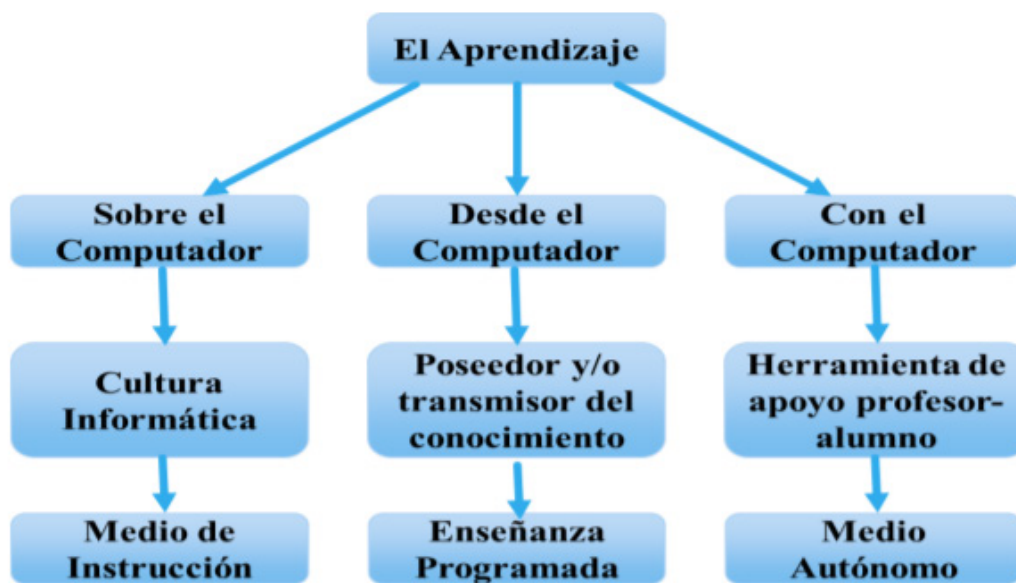 El Aprendizaje
Sobre el
Computador
Desde el
Computador
Con el
Computador
Cultura
Informática
Poseedor y/o
transmisor del
conocimiento
Herramienta de
apoyo profesor-
alumno
Medio de
Instrucción
Enseñanza
Programada
Medio
Autónomo